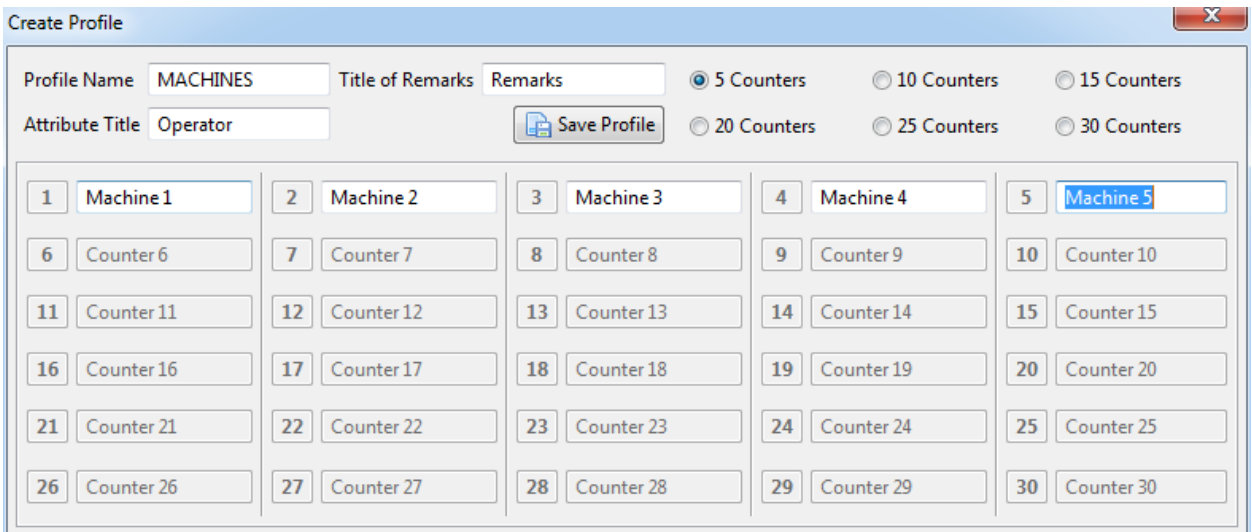 Create Profile
X
Profile Name MACHINES Title of Remarks Remarks 5 Counters 10 Counters 15 Counters
Attribute Title Operator Save Profile 20 Counters 25 Counters 30 Counters
1 Machine 1 2 Machine 2 3 Machine 3 4 Machine 4 5 Machine 5
6 Counter 6 7 Counter 7 8 Counter 8 9 Counter 9 10 Counter 10
11 Counter 11 12 Counter 12 13 Counter 13 14 Counter 14 15 Counter 15
16 Counter 16 17 Counter 17 18 Counter 18 19 Counter 19 20 Counter 20
21 Counter 21 22 Counter 22 23 Counter 23 24 Counter 24 25 Counter 25
26 Counter 26 27 Counter 27 28 Counter 28 29 Counter 29 30 Counter 30